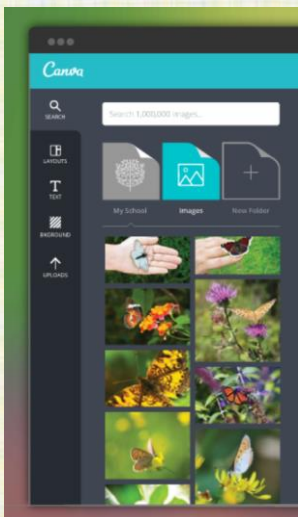 Canva
SEARCH
Search 1,000,000 images...
LAYOUTS
TEXT
BKGROUND
UPLOADS
My School
Images
New Folder